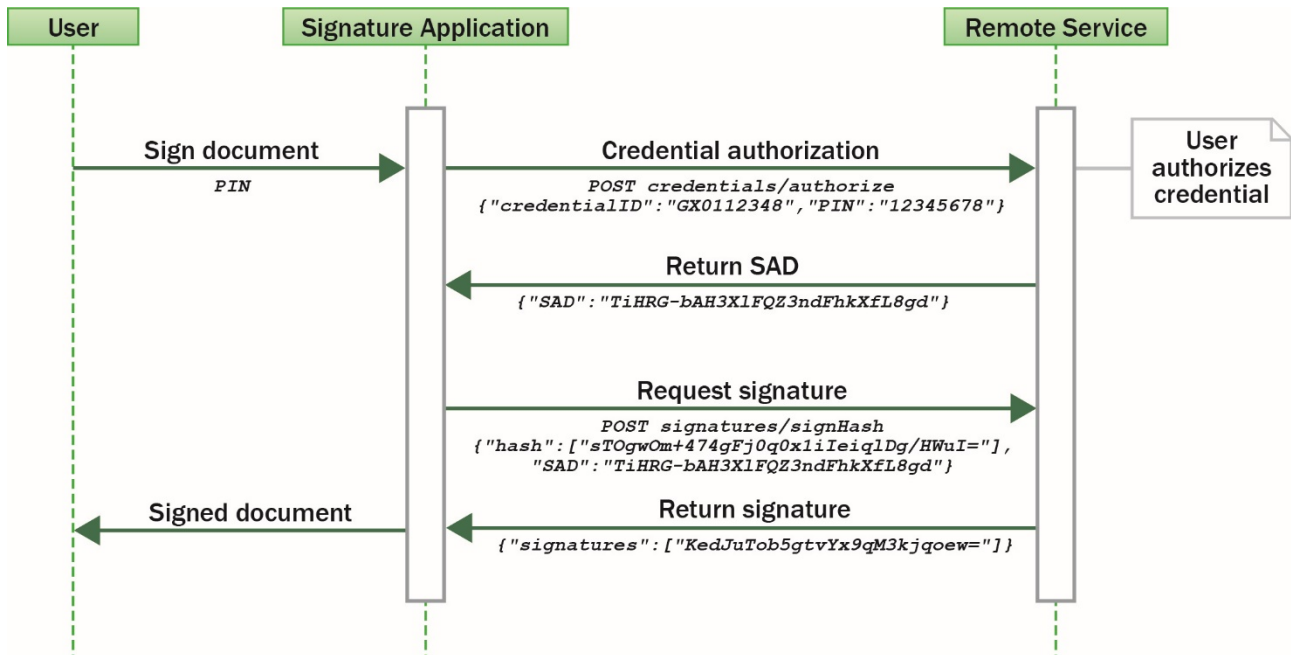 User
Signature Application
Remote Service
Sign document
PIN
Credential authorization
POST credentials/authorize
{"credentialID":"GX0112348","PIN":"12345678"}
User
authorizes
credential
Return SAD
{"SAD":"TiHRG-bAH3XlFQZ3ndFhkXfL8gd"}
Request signature
POST signatures/signHash
{"hash":["sTOgwOm+474gFj0q0x1iIeiqlDg/HWuI="],
"SAD":"TiHRG-bAH3XlFQZ3ndFhkXfL8gd"}
Signed document
Return signature
{"signatures":["KedJuTob5gtvYx9qM3kjqoew="]}